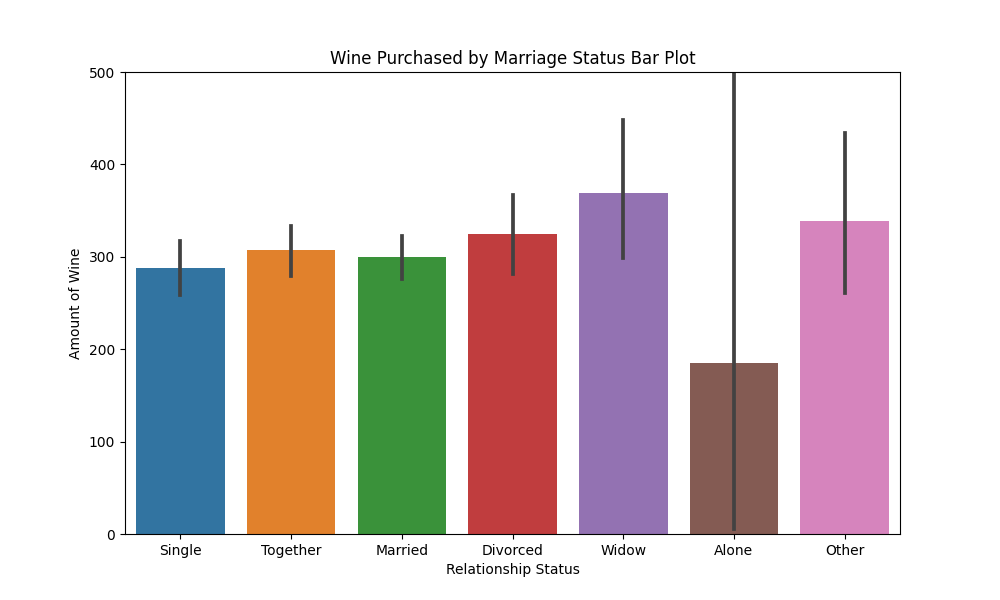 Wine Purchased by Marriage Status Bar Plot
500
400
300
200
100
0
Amount of Wine
Single Together Married Divorced Widow Alone Other
Relationship Status